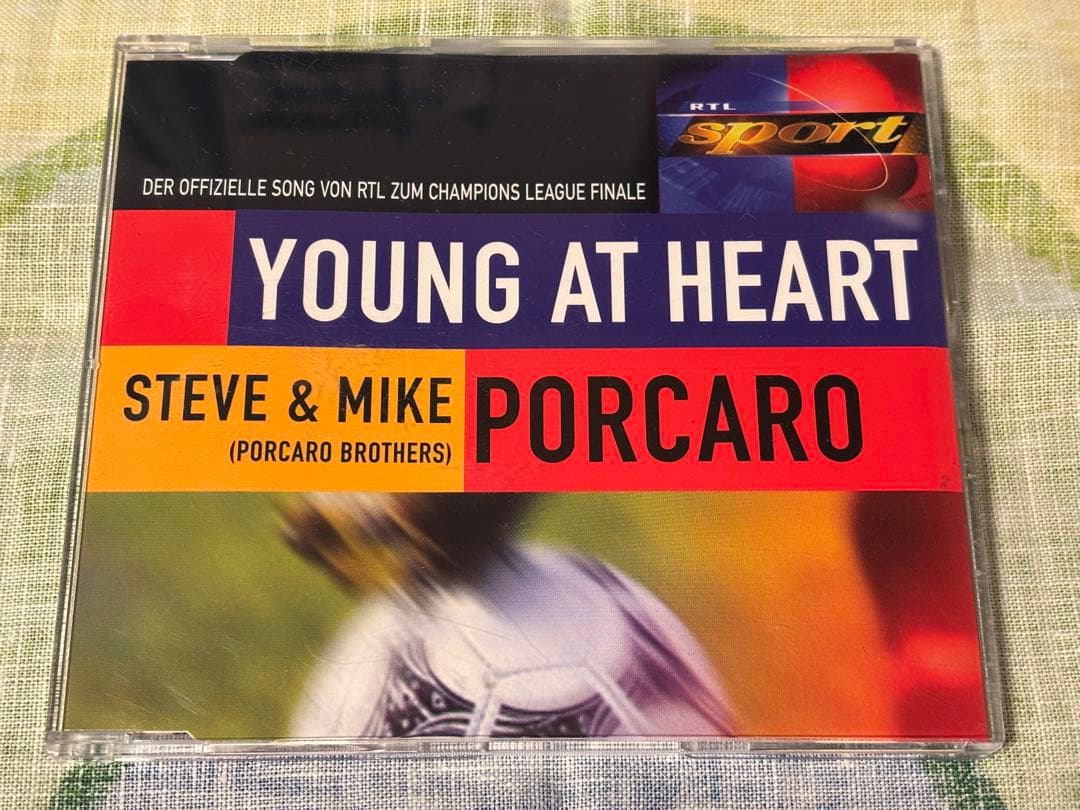 RTL
sport
DER OFFIZIELLE SONG VON RTL ZUM CHAMPIONS LEAGUE FINALE
YOUNG AT HEART
STEVE & MIKE
(PORCARO BROTHERS)
PORCARO